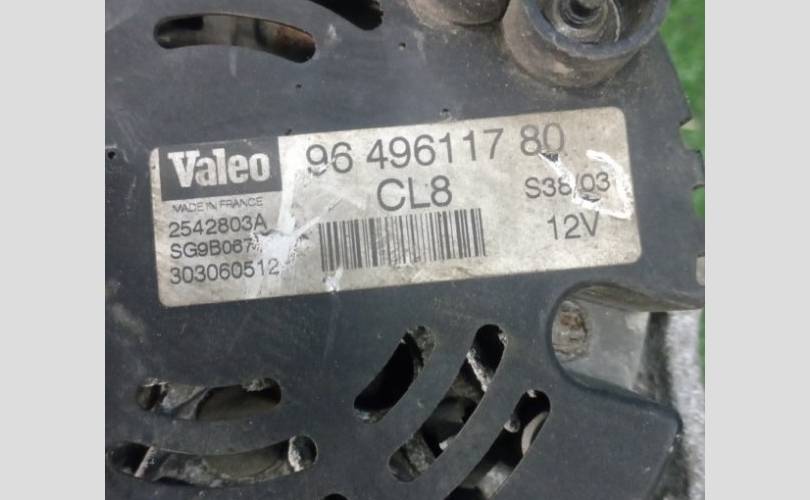 Valeo
96 496117 80
CL8
S38/03
12V
MADE IN FRANCE
2542803A
SG9B067
303060512